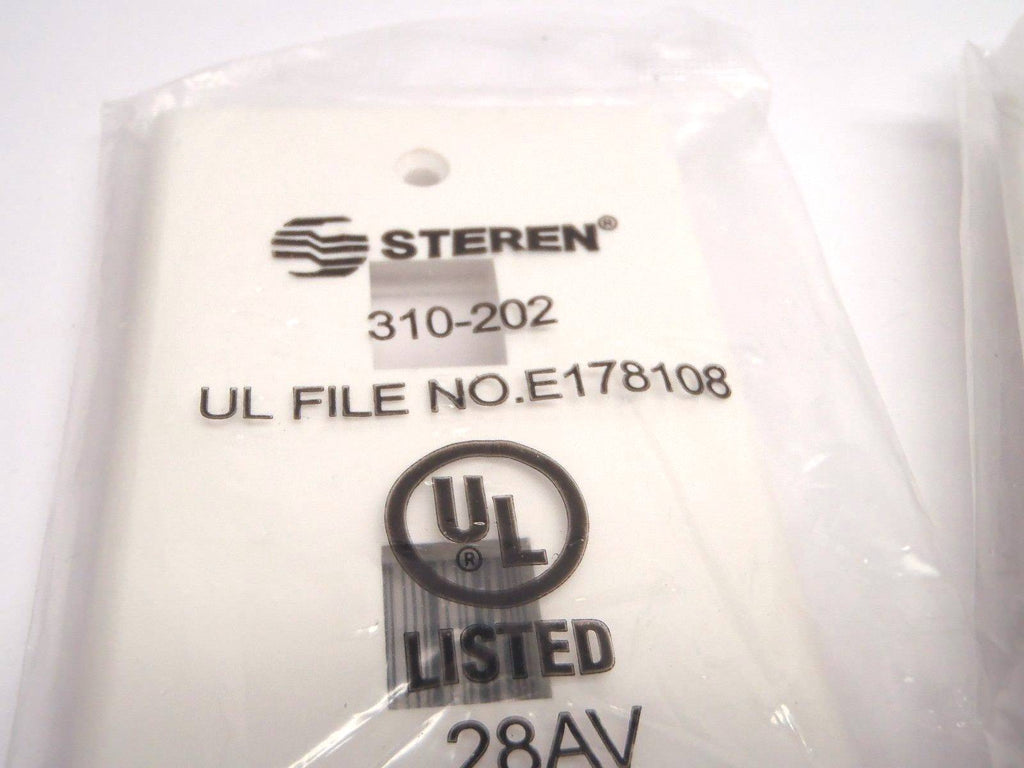 STEREN®
310-202
UL FILE NO.E178108
UL ®
LISTED
28AV